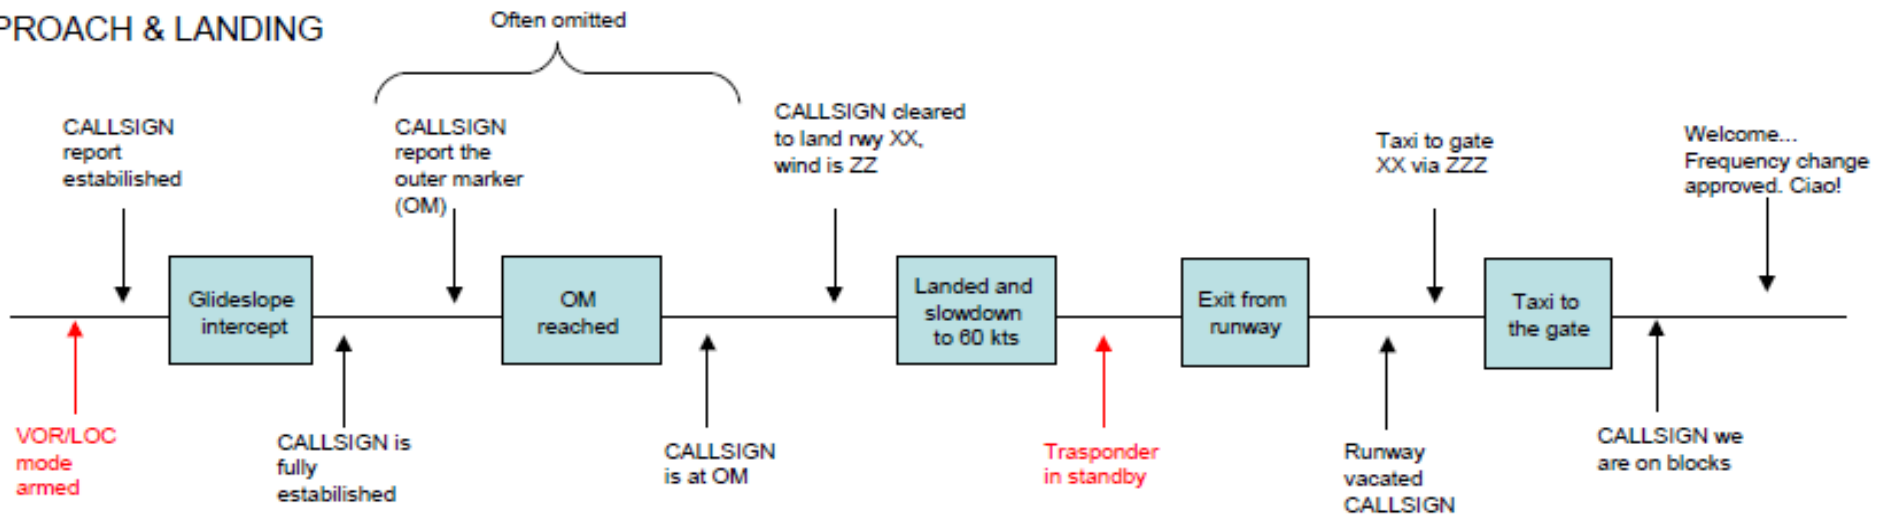 PROACH & LANDING
Often omitted
CALLSIGN
report
estabilished
CALLSIGN
report the
outer marker
(OM)
CALLSIGN cleared
to land rwy XX,
wind is ZZ
Taxi to gate
XX via ZZZ
Welcome...
Frequency change
approved. Ciao!
Glideslope
intercept
OM
reached
Landed and
slowdown
to 60 kts
Exit from
runway
Taxi to
the gate
VOR/LOC
mode
armed
CALLSIGN is
fully
estabilished
CALLSIGN
is at OM
Trasponder
in standby
Runway
vacated
CALLSIGN
CALLSIGN we
are on blocks